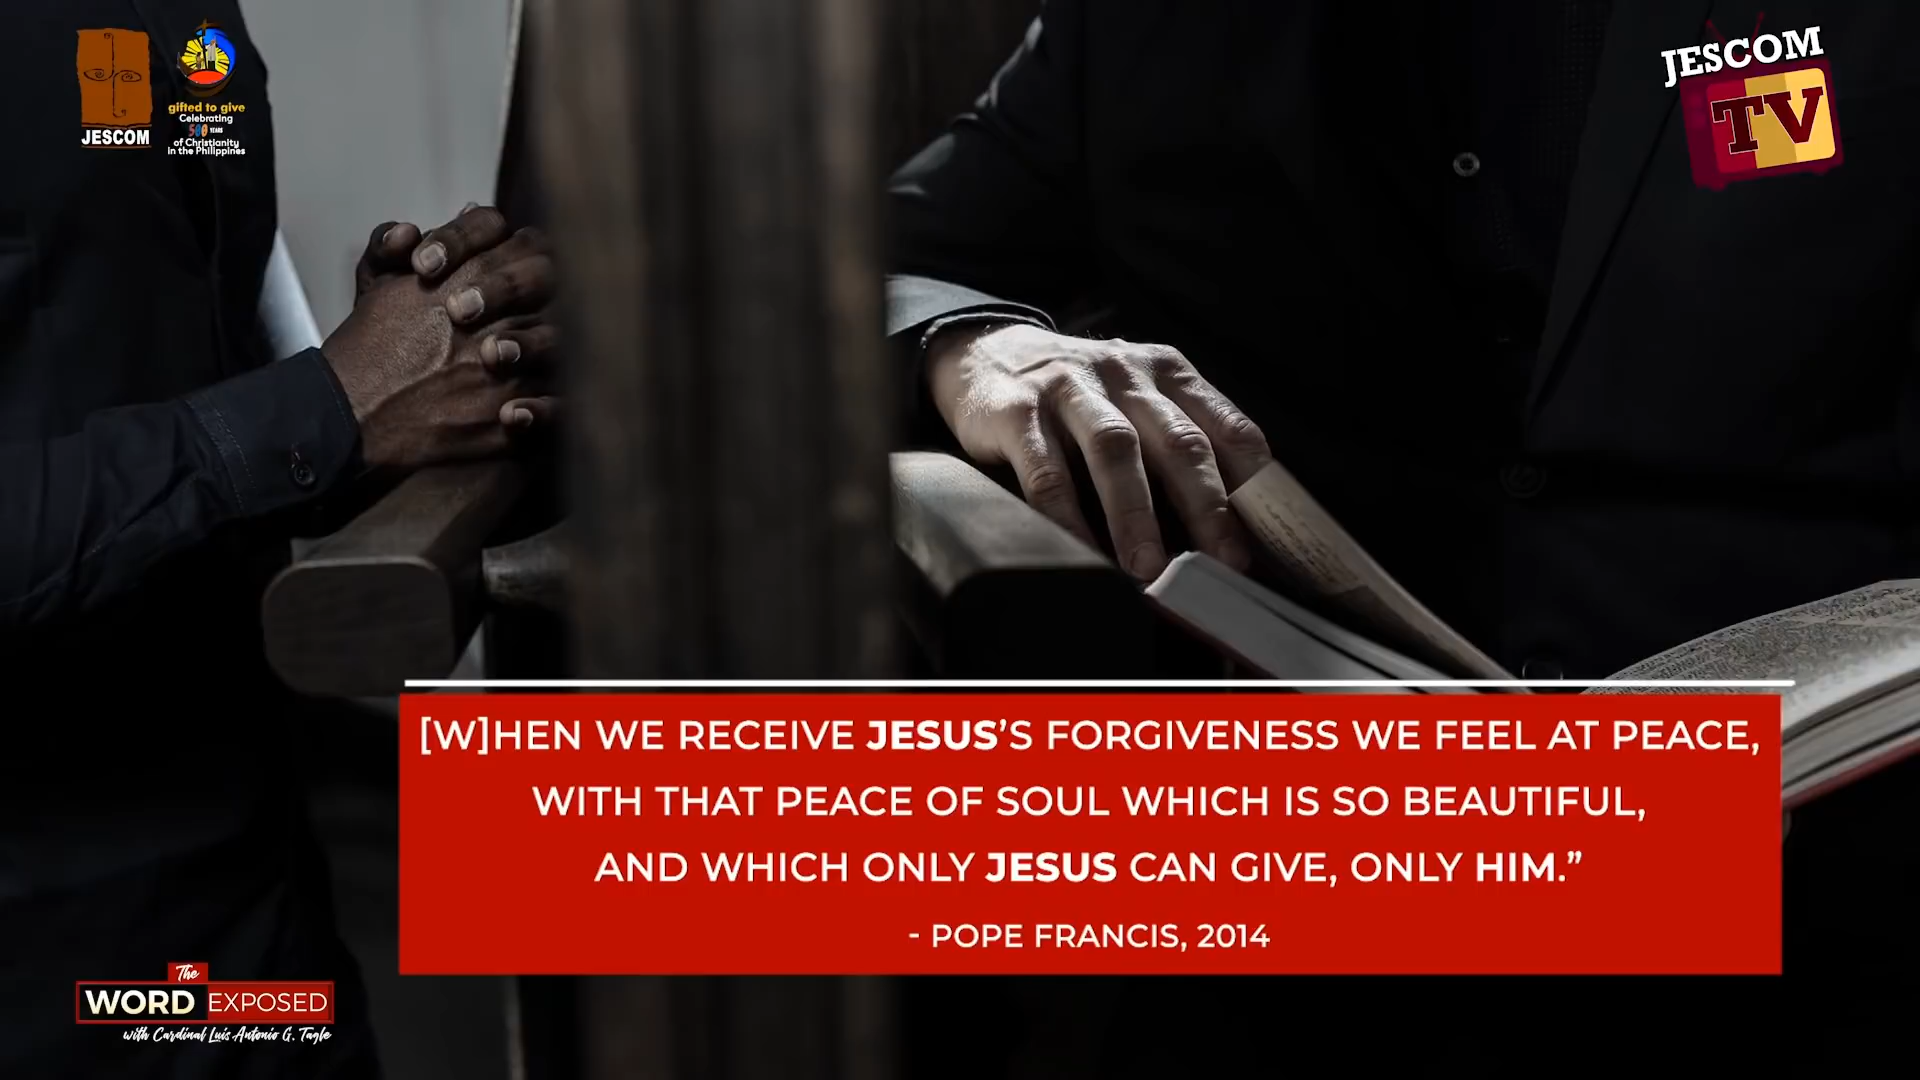 JESCOM
gifted to give
Celebrating
500 YEARS
of Christianity
in the Philippines
JESCOM
TV
[W]HEN WE RECEIVE JESUS’S FORGIVENESS WE FEEL AT PEACE,
WITH THAT PEACE OF SOUL WHICH IS SO BEAUTIFUL,
AND WHICH ONLY JESUS CAN GIVE, ONLY HIM.”
- POPE FRANCIS, 2014
The
WORD EXPOSED
with Cardinal Luis Antonio G. Tagle